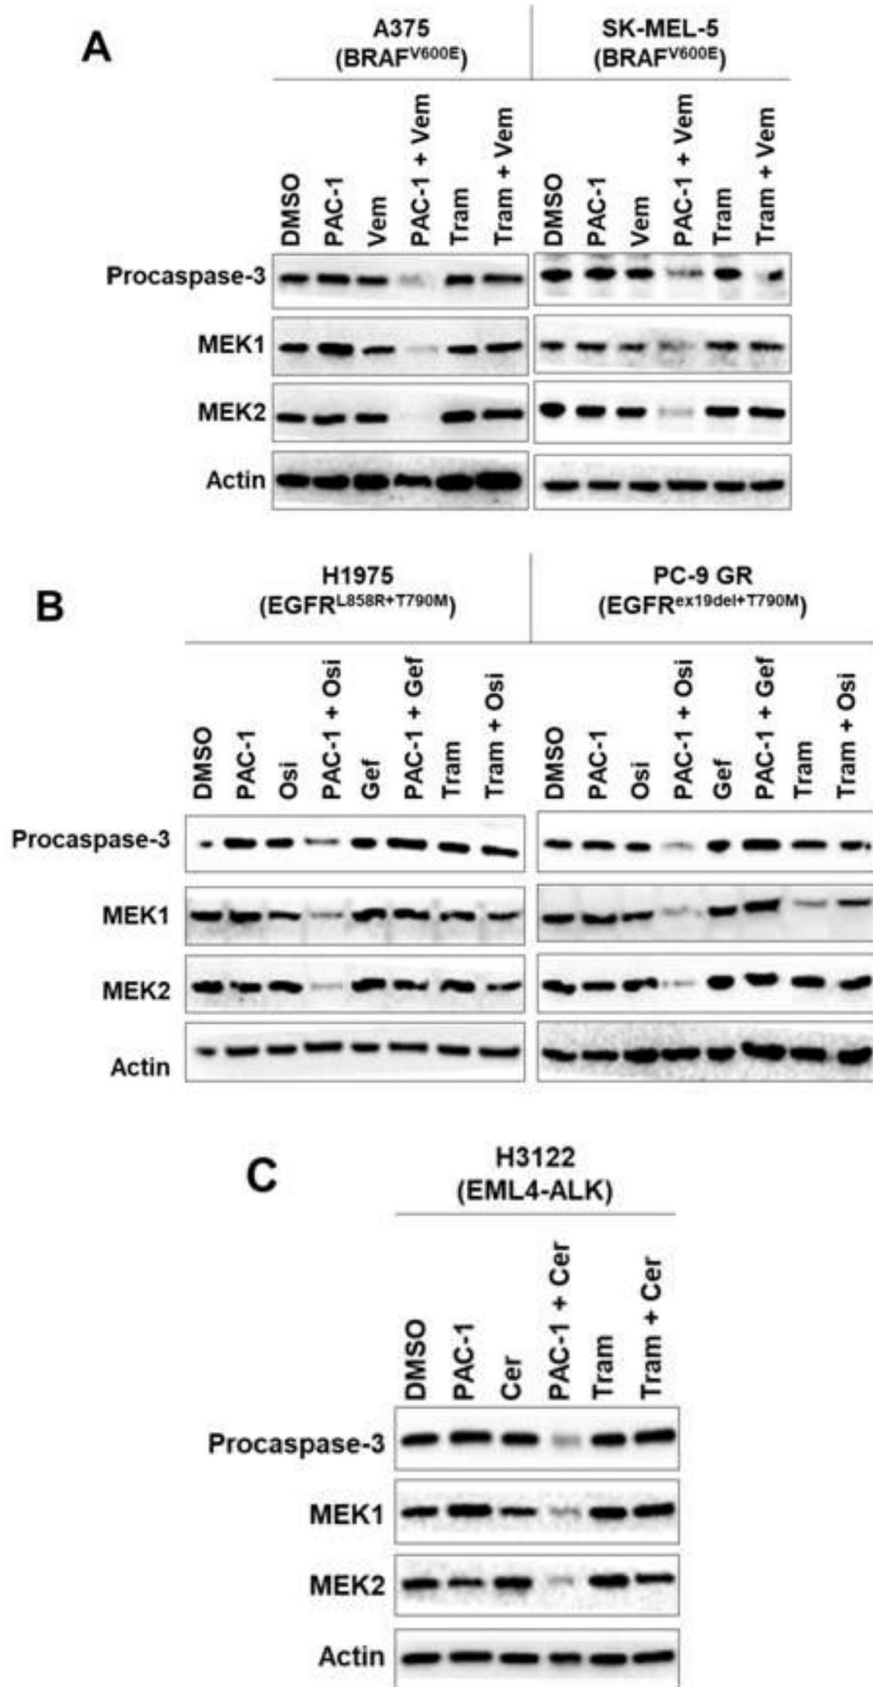 A
A375
(BRAFV600E)
SK-MEL-5
(BRAFV600E)
DMSO
PAC-1
Vem
PAC-1 + Vem
Tram
Tram + Vem
DMSO
PAC-1
Vem
PAC-1 + Vem
Tram
Tram + Vem
Procaspase-3
MEK1
MEK2
Actin
B
H1975
(EGFRL858R+T790M)
PC-9 GR
(EGFRex19del+T790M)
DMSO
PAC-1
Osi
PAC-1 + Osi
Gef
PAC-1 + Gef
Tram
Tram + Osi
DMSO
PAC-1
Osi
PAC-1 + Osi
Gef
PAC-1 + Gef
Tram
Tram + Osi
Procaspase-3
MEK1
MEK2
Actin
C
H3122
(EML4-ALK)
DMSO
PAC-1
Cer
PAC-1 + Cer
Tram
Tram + Cer
Procaspase-3
MEK1
MEK2
Actin